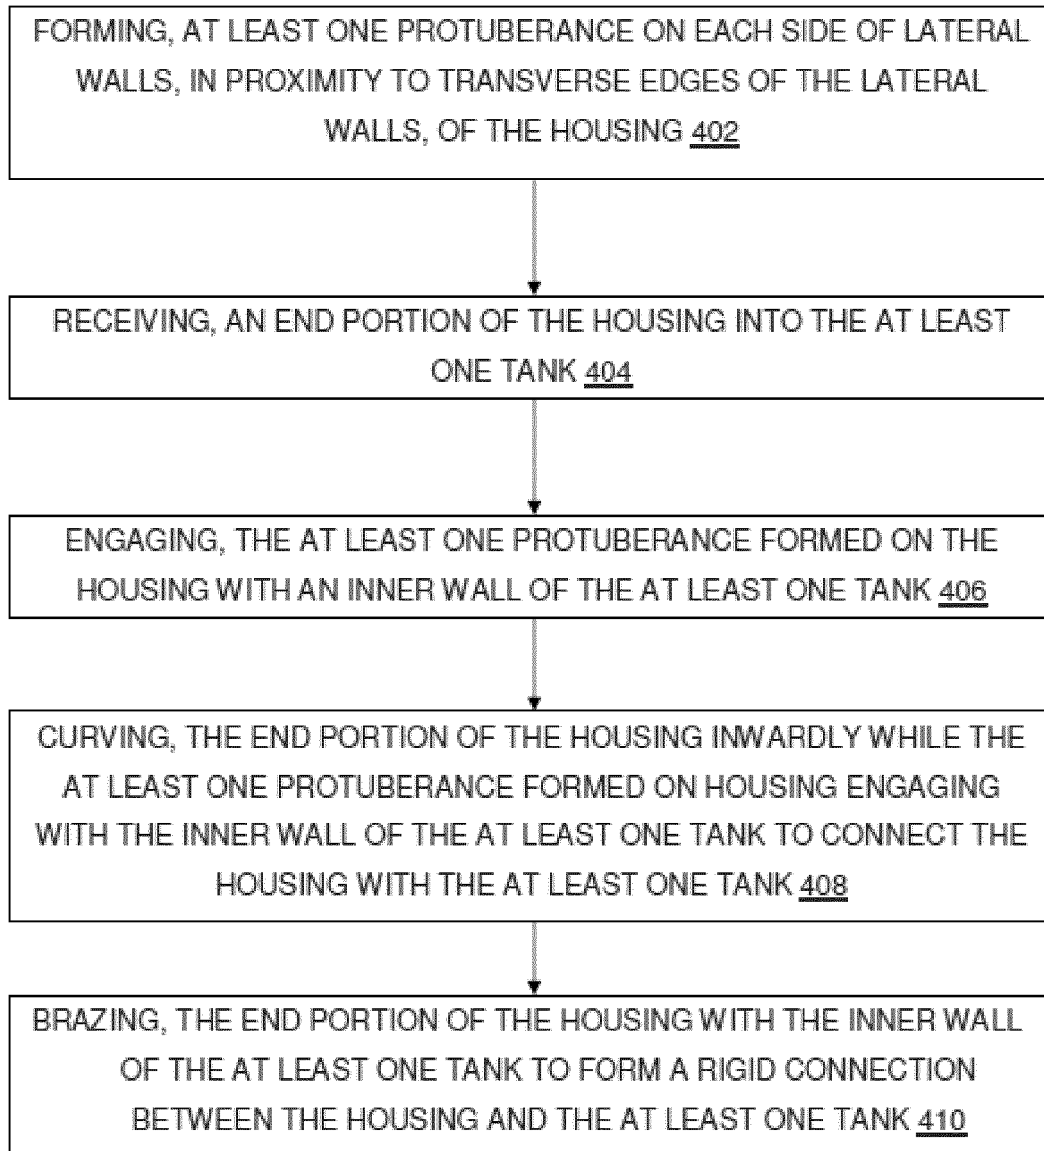 FORMING, AT LEAST ONE PROTUBERANCE ON EACH SIDE OF LATERAL
WALLS, IN PROXIMITY TO TRANSVERSE EDGES OF THE LATERAL
WALLS, OF THE HOUSING 402
RECEIVING, AN END PORTION OF THE HOUSING INTO THE AT LEAST
ONE TANK 404
ENGAGING, THE AT LEAST ONE PROTUBERANCE FORMED ON THE
HOUSING WITH AN INNER WALL OF THE AT LEAST ONE TANK 406
CURVING, THE END PORTION OF THE HOUSING INWARDLY WHILE THE
AT LEAST ONE PROTUBERANCE FORMED ON HOUSING ENGAGING
WITH THE INNER WALL OF THE AT LEAST ONE TANK TO CONNECT THE
HOUSING WITH THE AT LEAST ONE TANK 408
BRAZING, THE END PORTION OF THE HOUSING WITH THE INNER WALL
OF THE AT LEAST ONE TANK TO FORM A RIGID CONNECTION
BETWEEN THE HOUSING AND THE AT LEAST ONE TANK 410